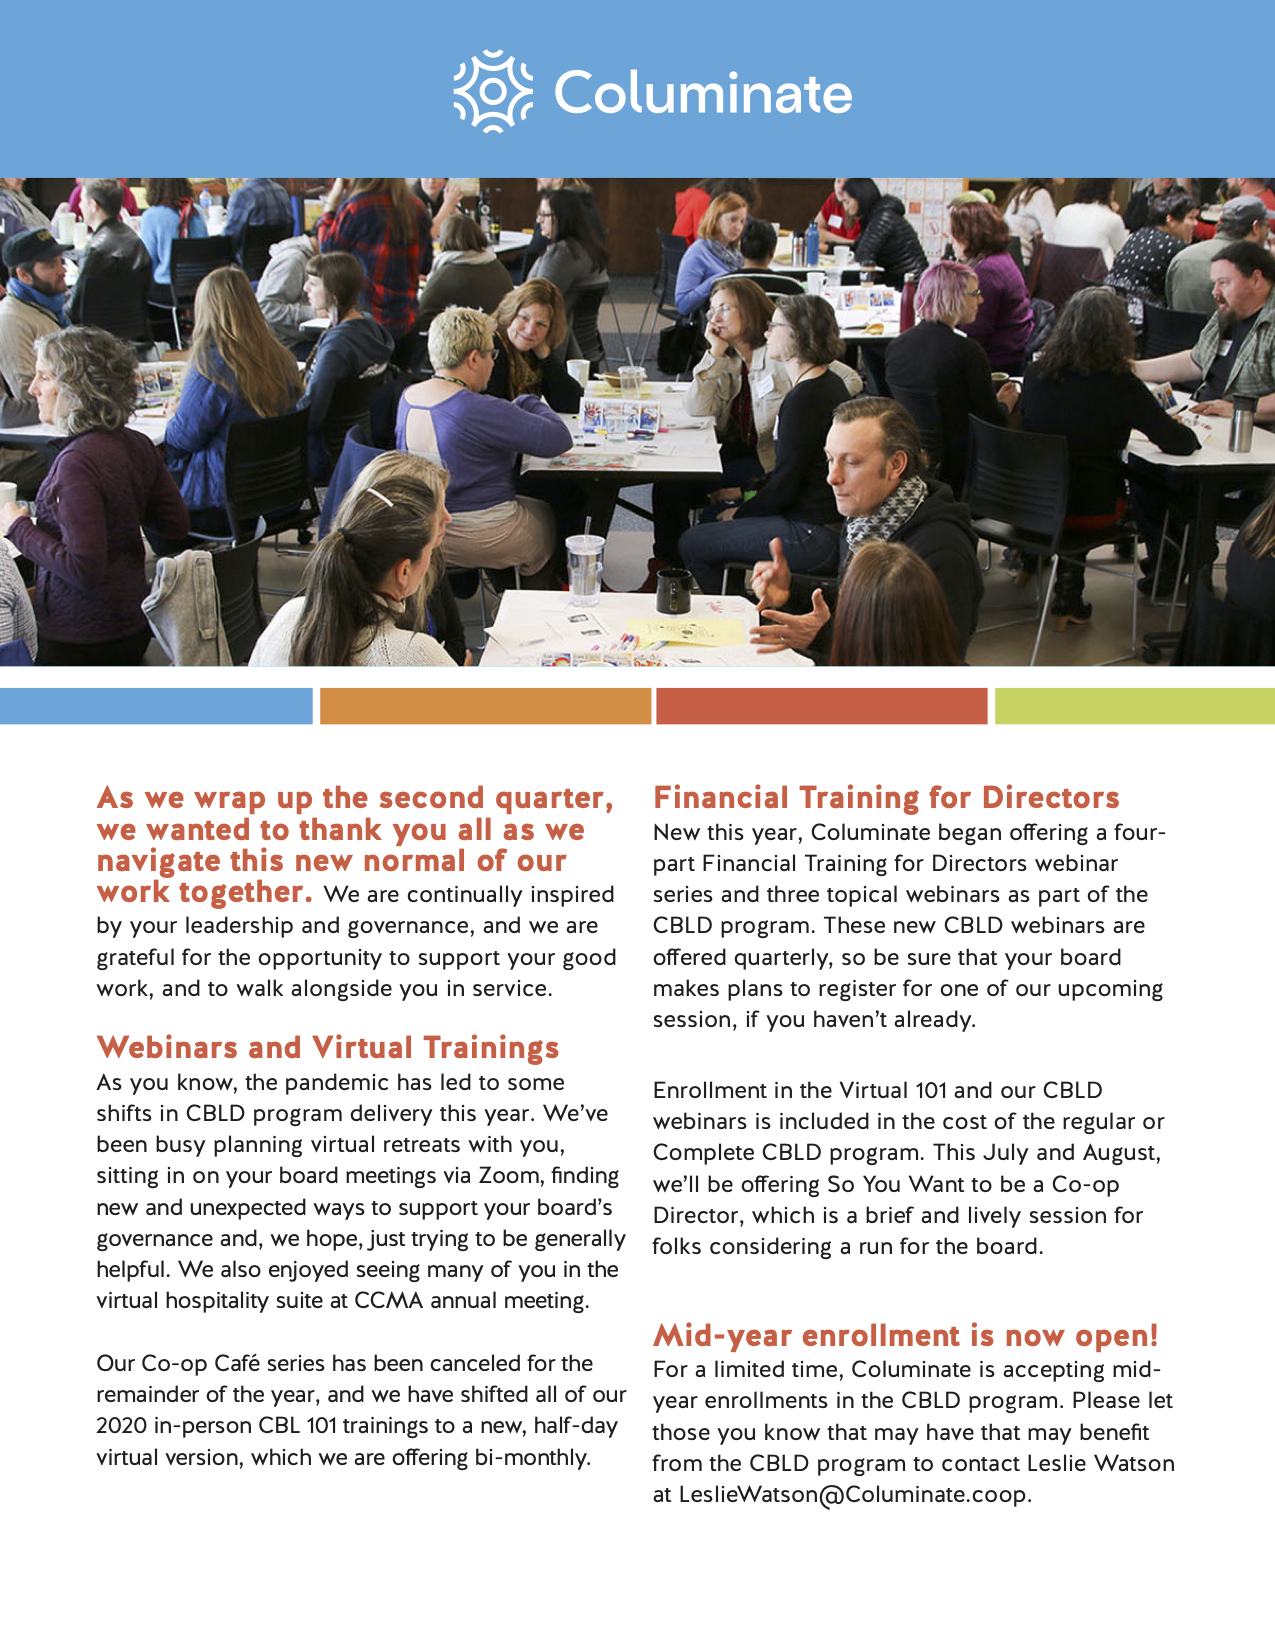 Columinate
As we wrap up the second quarter,
we wanted to thank you all as we
navigate this new normal of our
work together. We are continually inspired
by your leadership and governance, and we are
grateful for the opportunity to support your good
work, and to walk alongside you in service.
Webinars and Virtual Trainings
As you know, the pandemic has led to some
shifts in CBLD program delivery this year. We’ve
been busy planning virtual retreats with you,
sitting in on your board meetings via Zoom, finding
new and unexpected ways to support your board’s
governance and, we hope, just trying to be generally
helpful. We also enjoyed seeing many of you in the
virtual hospitality suite at CCMA annual meeting.
Our Co-op Café series has been canceled for the
remainder of the year, and we have shifted all of our
2020 in-person CBL 101 trainings to a new, half-day
virtual version, which we are offering bi-monthly.
Financial Training for Directors
New this year, Columinate began offering a four-
part Financial Training for Directors webinar
series and three topical webinars as part of the
CBLD program. These new CBLD webinars are
offered quarterly, so be sure that your board
makes plans to register for one of our upcoming
session, if you haven’t already.
Enrollment in the Virtual 101 and our CBLD
webinars is included in the cost of the regular or
Complete CBLD program. This July and August,
we’ll be offering So You Want to be a Co-op
Director, which is a brief and lively session for
folks considering a run for the board.
Mid-year enrollment is now open!
For a limited time, Columinate is accepting mid-
year enrollments in the CBLD program. Please let
those you know that may have that may benefit
from the CBLD program to contact Leslie Watson
at LeslieWatson@Columinate.coop.